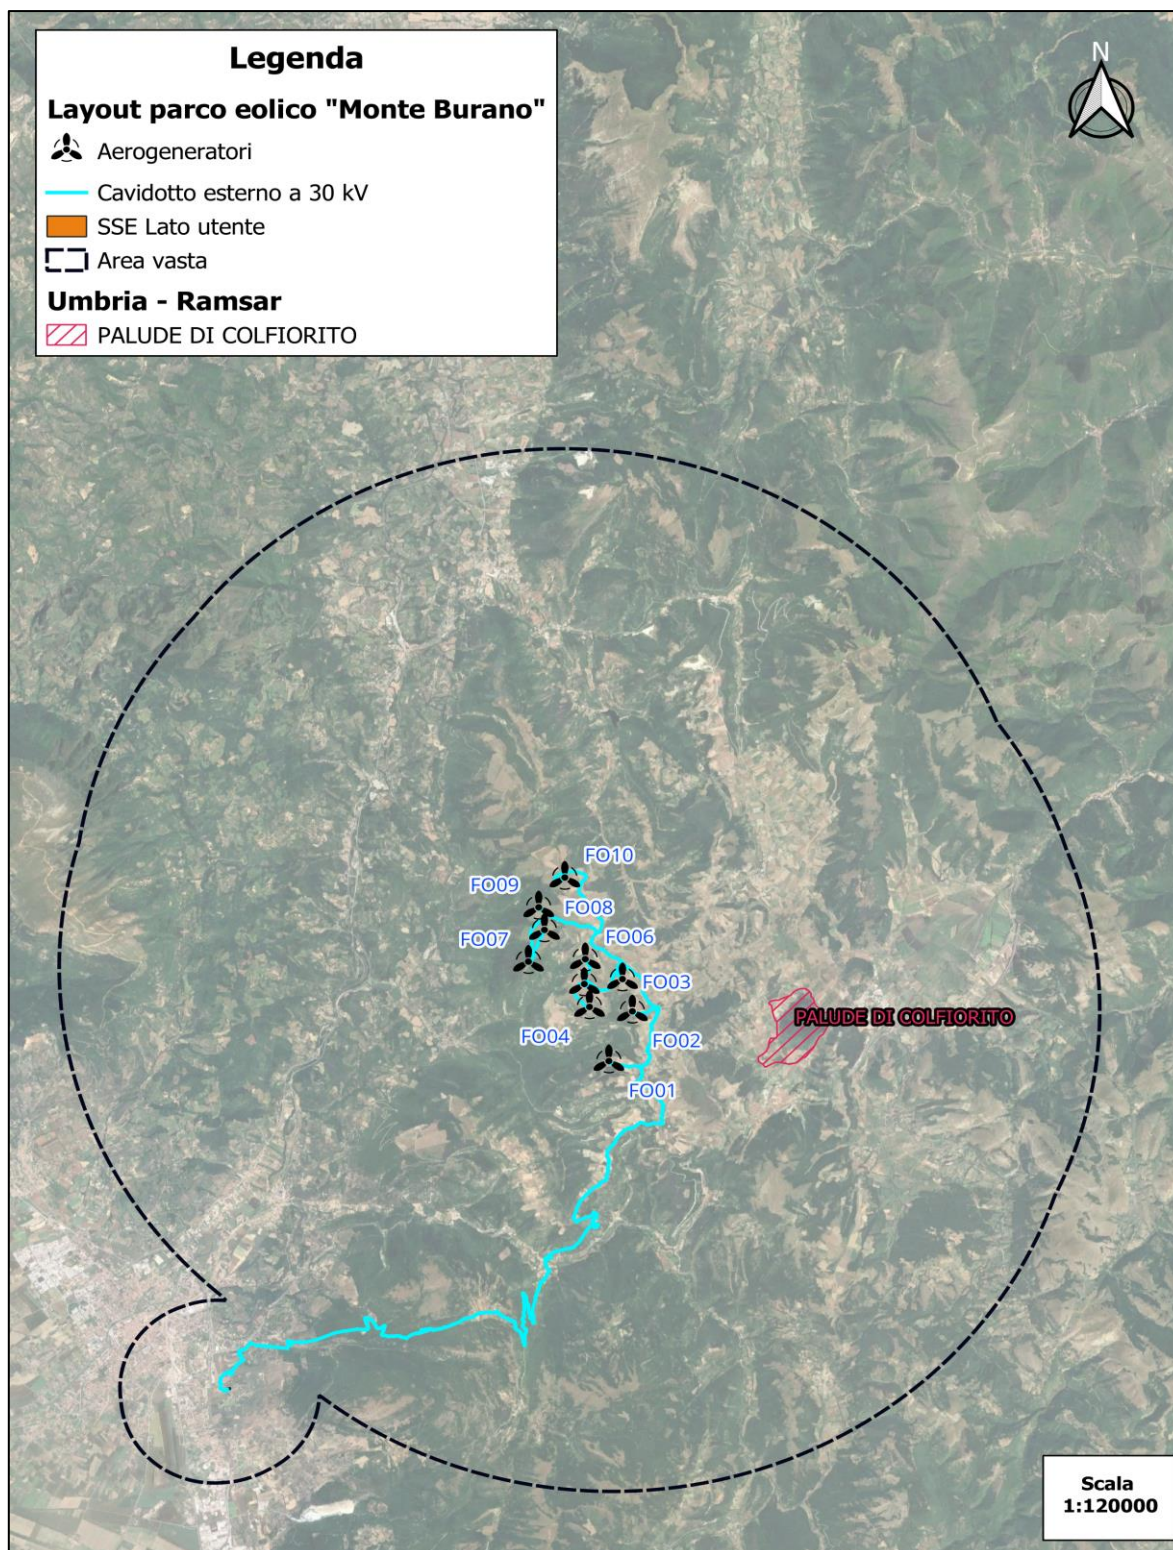 Legenda
N
Layout parco eolico "Monte Burano"
Aerogeneratori
Cavidotto esterno a 30 kV
SSE Lato utente
Area vasta
Umbria - Ramsar
PALUDE DI COLFIORITO
FO10
FO09
FO08
FO07
FO06
FO03
PALUDE DI COLFIORITO
FO04
FO02
FO01
Scala
1:120000